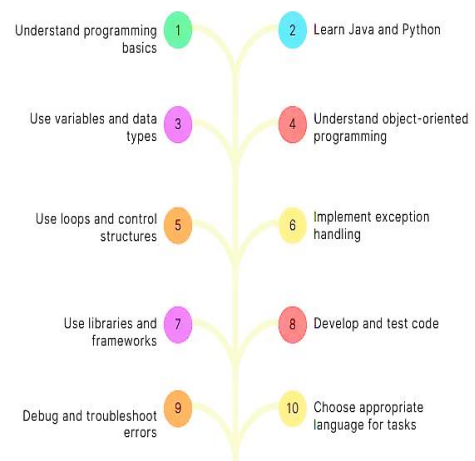 1
Understand programming
basics
2
Learn Java and Python
3
Use variables and data
types
4
Understand object-oriented
programming
5
Use loops and control
structures
6
Implement exception
handling
7
Use libraries and
frameworks
8
Develop and test code
9
Debug and troubleshoot
errors
10
Choose appropriate
language for tasks